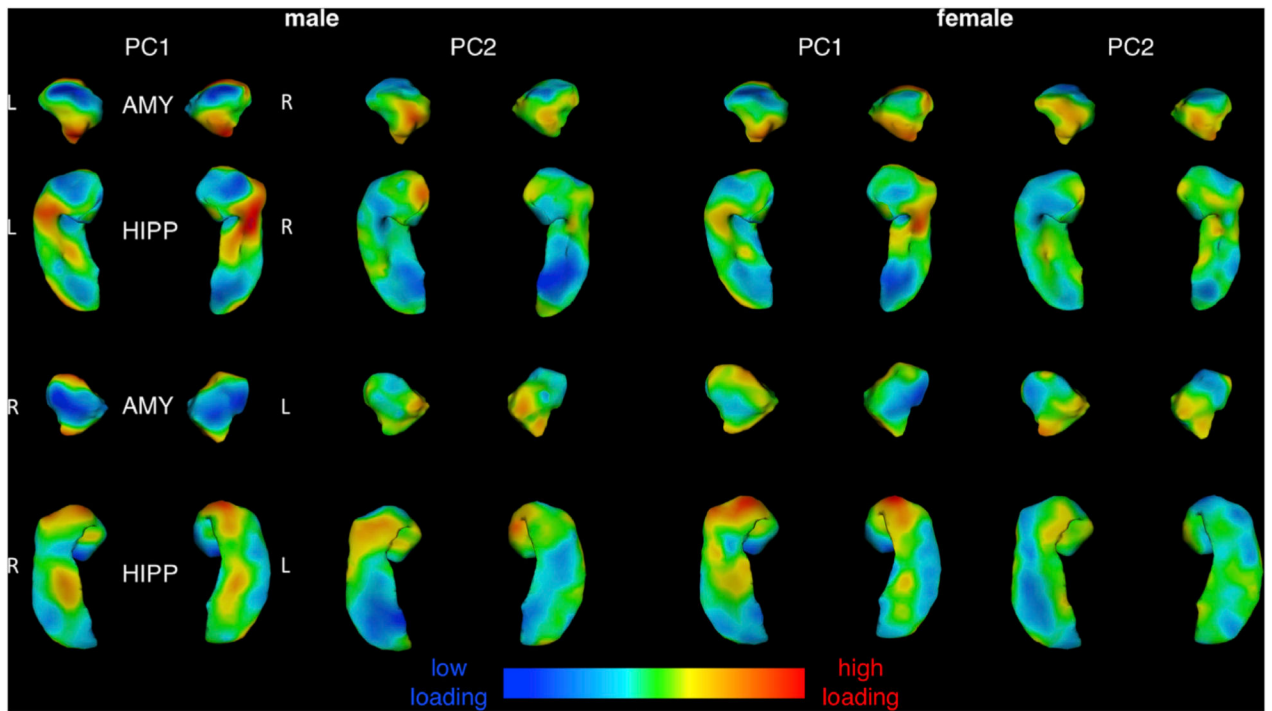 male female
PC1 PC2 PC1 PC2
L AMY R
L HIPP R
R AMY L
R HIPP L
low high
loading loading